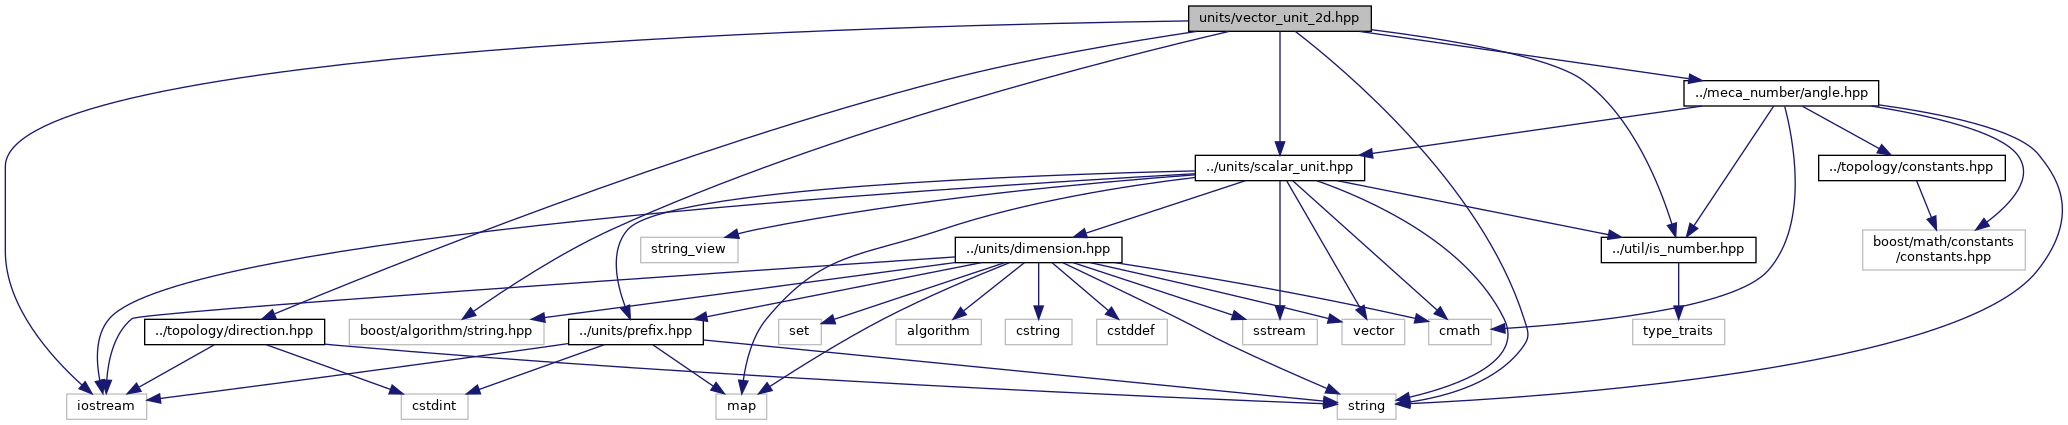 units/vector_unit_2d.hpp
../meca_number/angle.hpp
../units/scalar_unit.hpp
../topology/constants.hpp
string_view
../units/dimension.hpp
../util/is_number.hpp
boost/math/constants
/constants.hpp
../topology/direction.hpp
boost/algorithm/string.hpp
../units/prefix.hpp
set
algorithm
cstring
cstddef
sstream
vector
cmath
type_traits
iostream
cstdint
map
string